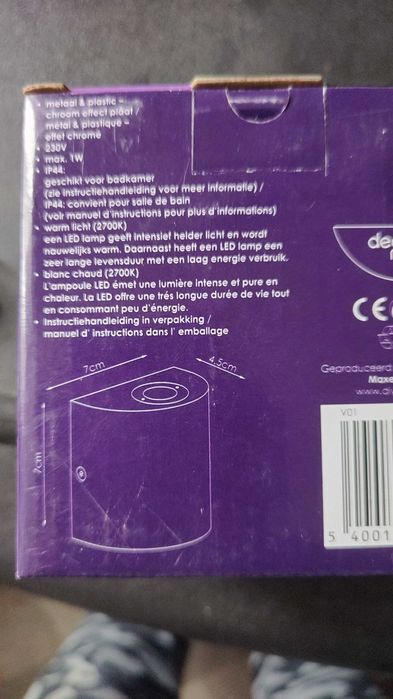 • metaal & plastic -
chroom effect plaat /
métal & plastique -
effet chromé
• 230V
• max. 1W
• IP44:
geschikt voor badkamer
(zie instructiehandleiding voor meer informatie) /
IP44: convient pour salle de bain
(voir manuel d'instructions pour plus d'informations)
• warm licht (2700K)
een LED lamp geeft intensief helder licht en wordt
nauwelijks warm. Daarnaast heeft een LED lamp een
zeer lange levensduur met een laag energie verbruik.
• blanc chaud (2700K)
L'ampoule LED émet une lumière intense et pure en
chaleur. La LED offre une trés longue durée de vie tout
en consommant peu d'énergie.
• Instructiehandleiding in verpakking /
manuel d' instructions dans l' emballage
7cm
4,5cm
7cm
CE
Geproduceerd
V01
5 4001